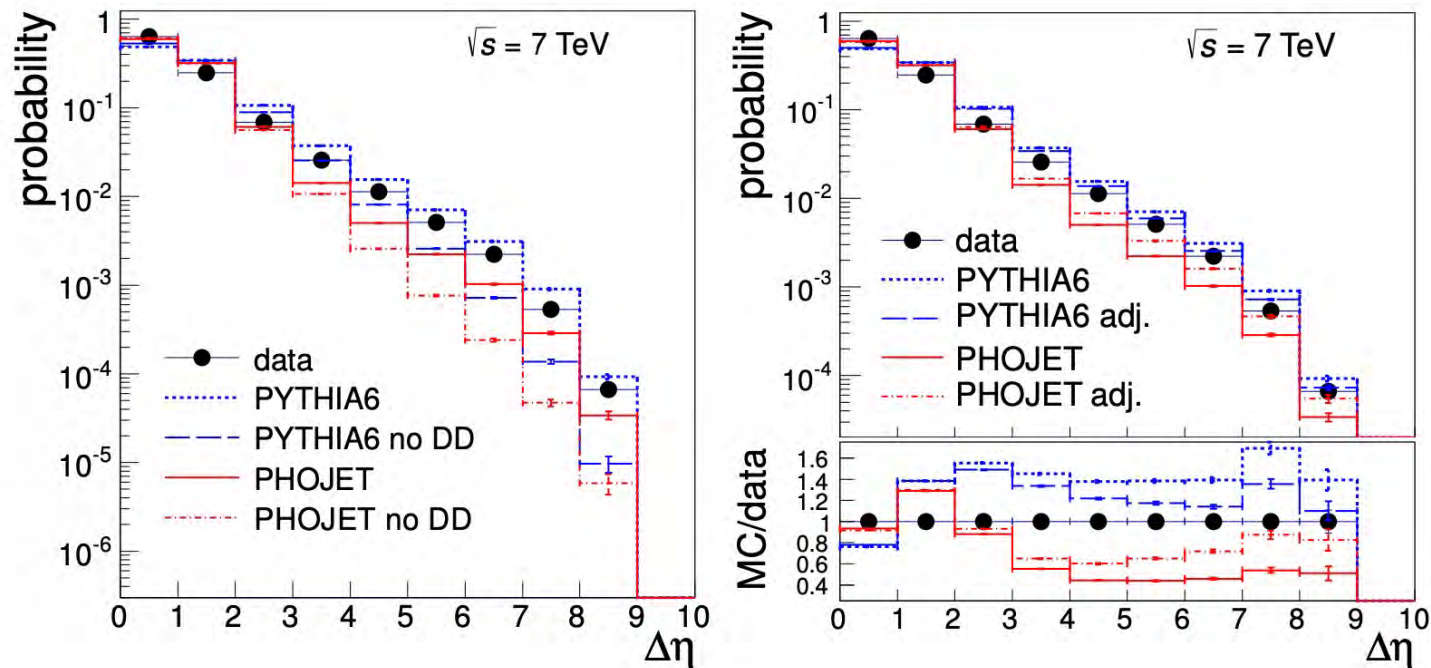 probability
1
10⁻¹
10⁻²
10⁻³
10⁻⁴
10⁻⁵
10⁻⁶
√s = 7 TeV
data
PYTHIA6
PYTHIA6 no DD
PHOJET
PHOJET no DD
0 1 2 3 4 5 6 7 8 9 10
Δη
probability
1
10⁻¹
10⁻²
10⁻³
10⁻⁴
√s = 7 TeV
data
PYTHIA6
PYTHIA6 adj.
PHOJET
PHOJET adj.
MC/data
1.6
1.4
1.2
1
0.8
0.6
0.4
0 1 2 3 4 5 6 7 8 9 10
Δη